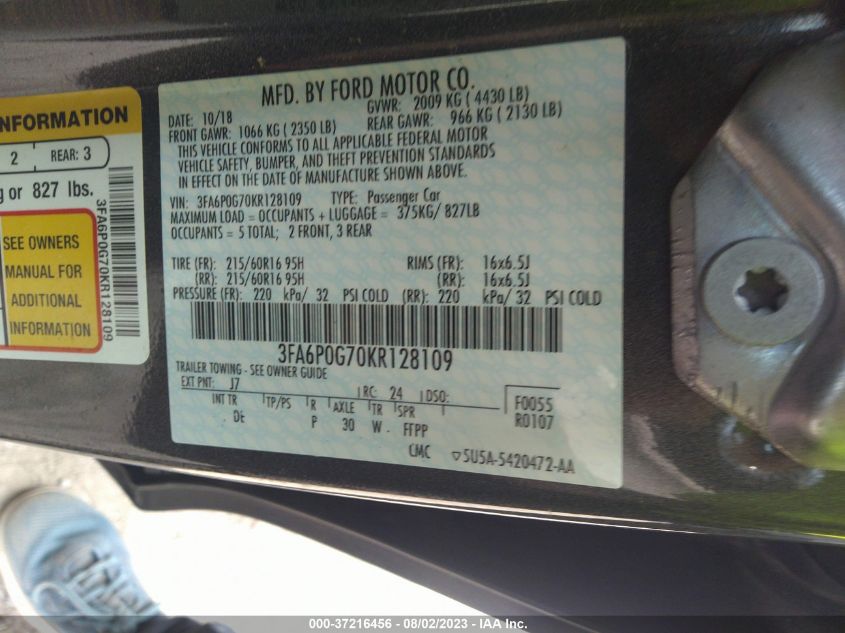 INFORMATION
2 REAR: 3
g or 827 lbs.
SEE OWNERS
MANUAL FOR
ADDITIONAL
INFORMATION
3FA6P0G70KR128109
MFD. BY FORD MOTOR CO.
DATE: 10/18 GVWR: 2009 KG ( 4430 LB)
FRONT GAWR: 1066 KG ( 2350 LB) REAR GAWR: 966 KG ( 2130 LB)
THIS VEHICLE CONFORMS TO ALL APPLICABLE FEDERAL MOTOR
VEHICLE SAFETY, BUMPER, AND THEFT PREVENTION STANDARDS
IN EFFECT ON THE DATE OF MANUFACTURE SHOWN ABOVE.
VIN: 3FA6P0G70KR128109 TYPE: Passenger Car
MAXIMUM LOAD = OCCUPANTS + LUGGAGE = 375KG/ 827LB
OCCUPANTS = 5 TOTAL; 2 FRONT, 3 REAR
TIRE (FR): 215/60R16 95H RIMS (FR): 16x6.5J
(RR): 215/60R16 95H (RR): 16x6.5J
PRESSURE (FR): 220 kPa/ 32 PSI COLD (RR): 220 kPa/ 32 PSI COLD
3FA6P0G70KR128109
TRAILER TOWING - SEE OWNER GUIDE
EXT PNT: J7 RC: 24 DSO: F0055
INT TR TP/PS R AXLE TR SPR R0107
DE P 30 W FFPP
CMC ▽5U5A-5420472-AA
000-37216456 - 08/02/2023 - IAA Inc.